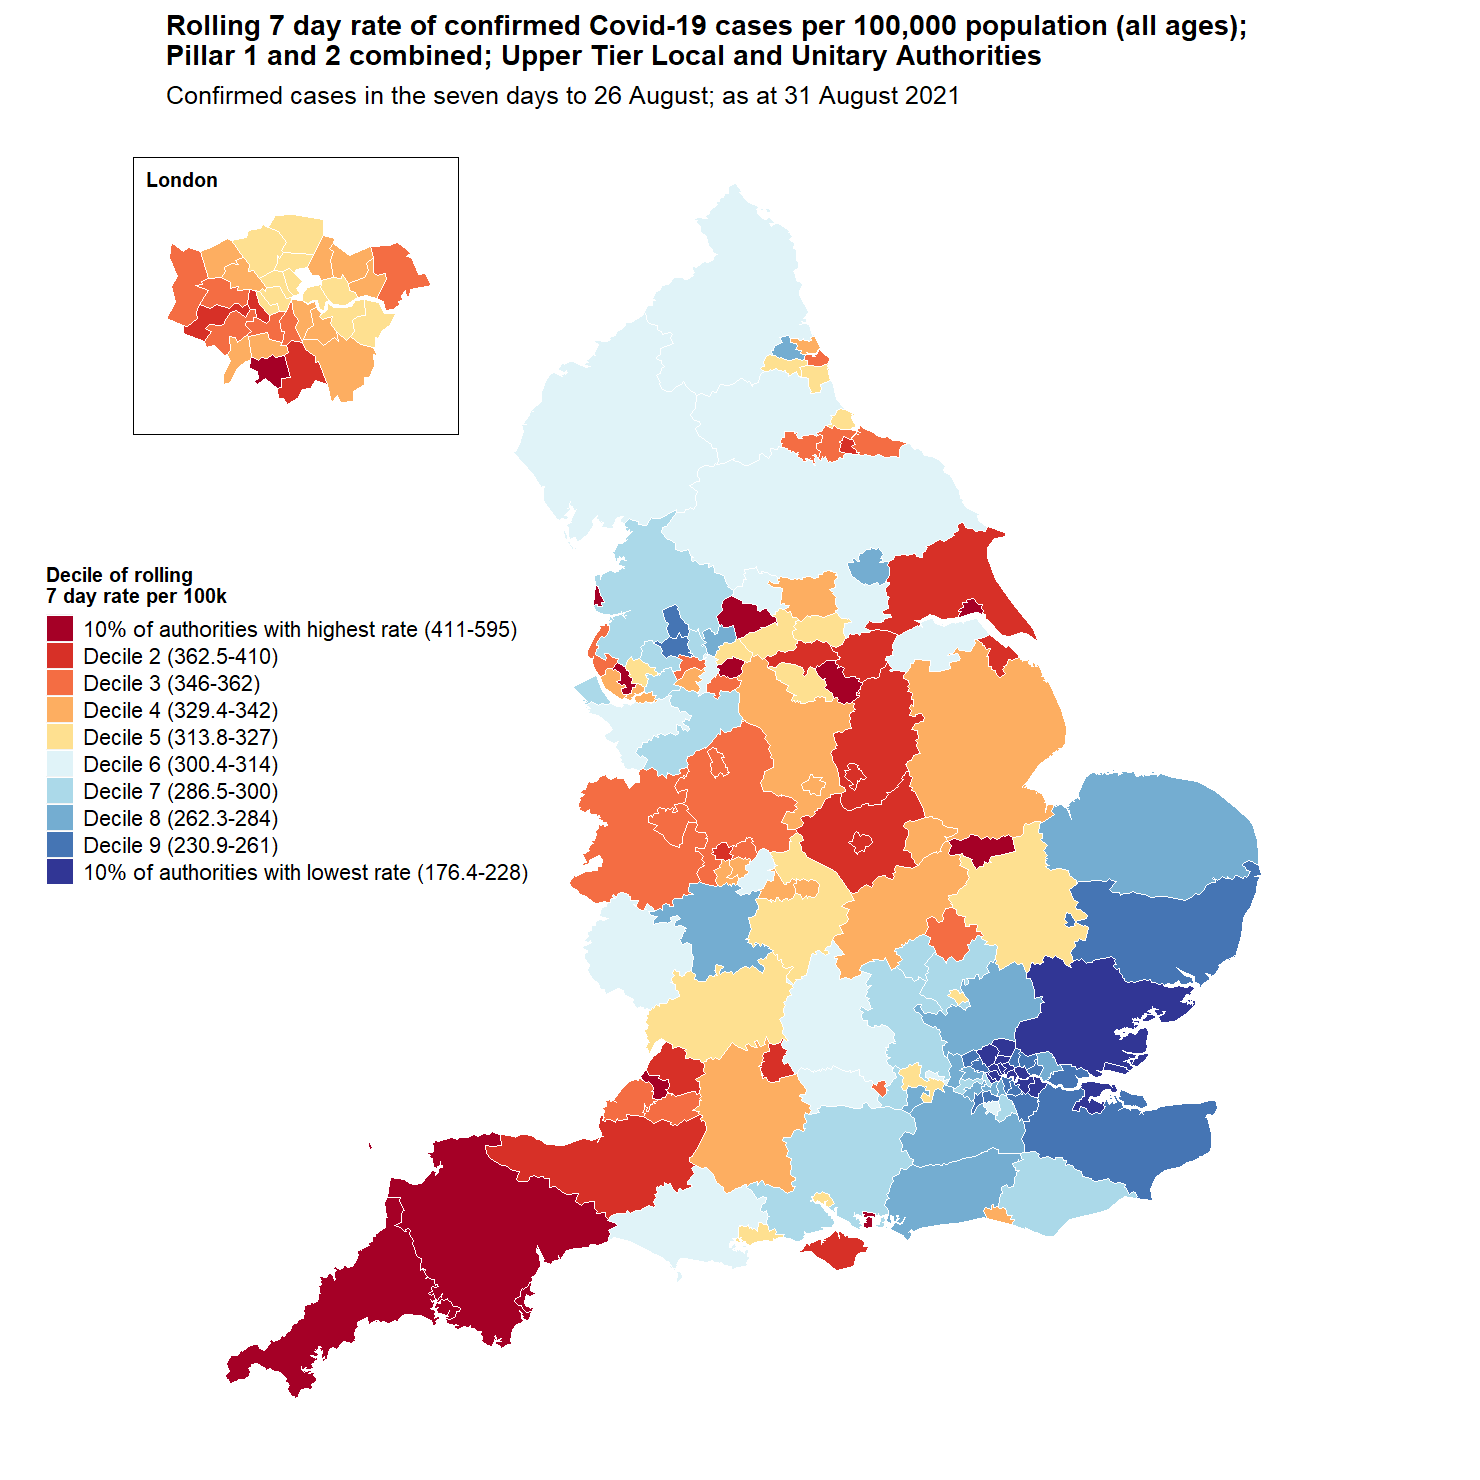 Rolling 7 day rate of confirmed Covid-19 cases per 100,000 population (all ages);
Pillar 1 and 2 combined; Upper Tier Local and Unitary Authorities
Confirmed cases in the seven days to 26 August; as at 31 August 2021
London
Decile of rolling
7 day rate per 100k
10% of authorities with highest rate (411-595)
Decile 2 (362.5-410)
Decile 3 (346-362)
Decile 4 (329.4-342)
Decile 5 (313.8-327)
Decile 6 (300.4-314)
Decile 7 (286.5-300)
Decile 8 (262.3-284)
Decile 9 (230.9-261)
10% of authorities with lowest rate (176.4-228)